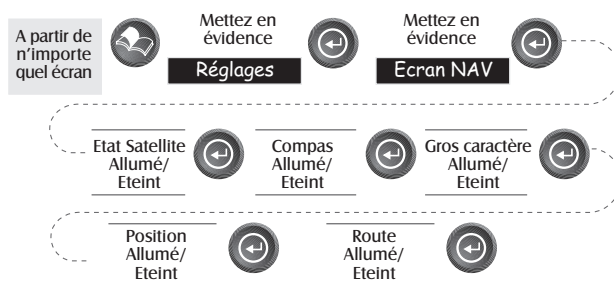 A partir de
n'importe
quel écran
Mettez en
évidence
Réglages
Mettez en
évidence
Ecran NAV
Etat Satellite
Allumé/
Eteint
Compas
Allumé/
Eteint
Gros caractère
Allumé/
Eteint
Position
Allumé/
Eteint
Route
Allumé/
Eteint